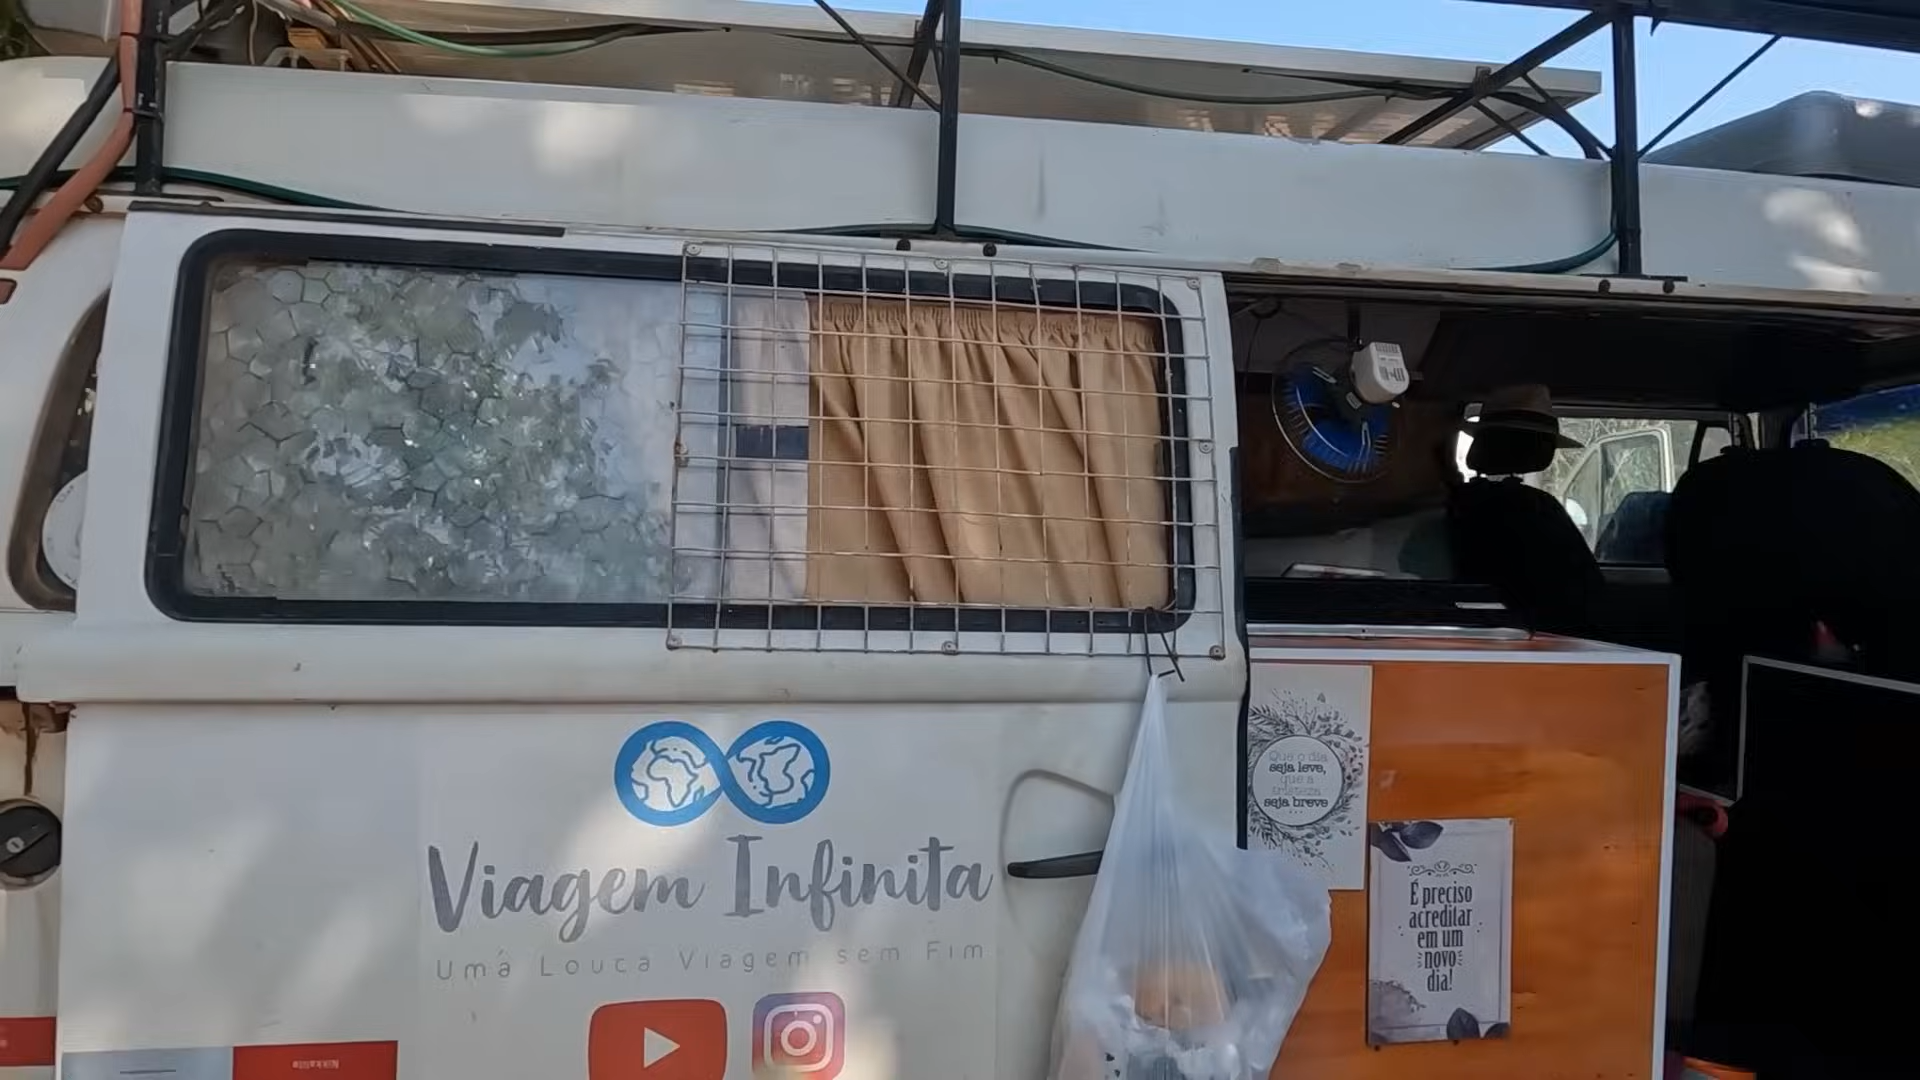 Viagem Infinita
Uma Louca Viagem sem Fim
Que o dia
seja leve,
que a
tristeza
seja breve
...
É preciso
acreditar
em um
novo
dia!